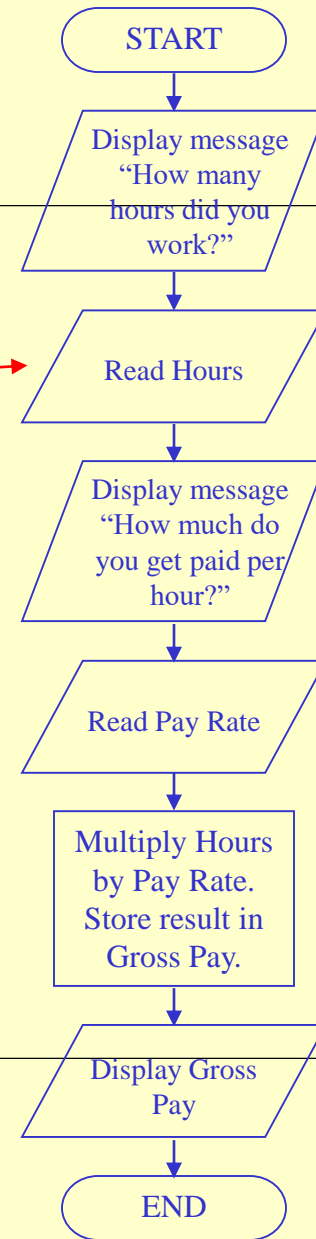 START
Display message
“How many
hours did you
work?”
Read Hours
Display message
“How much do
you get paid per
hour?”
Read Pay Rate
Multiply Hours
by Pay Rate.
Store result in
Gross Pay.
Display Gross
Pay
END